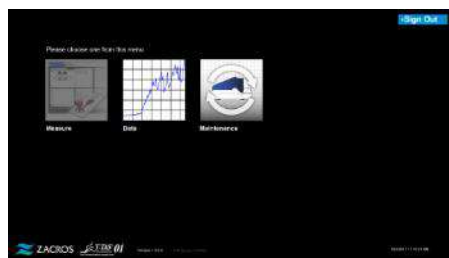 Sign Out
Please choose one from this menu
Measure
Data
Maintenance
ZACROS